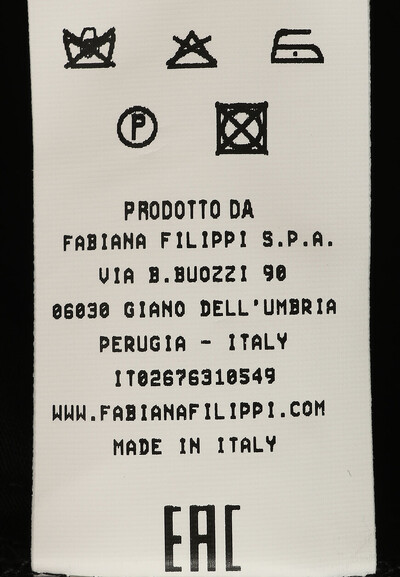 P
PRODOTTO DA
FABIANA FILIPPI S.P.A.
VIA B.BUOZZI 90
06030 GIANO DELL'UMBRIA
PERUGIA - ITALY
IT02676310549
WWW.FABIANAFILIPPI.COM
MADE IN ITALY
EAC